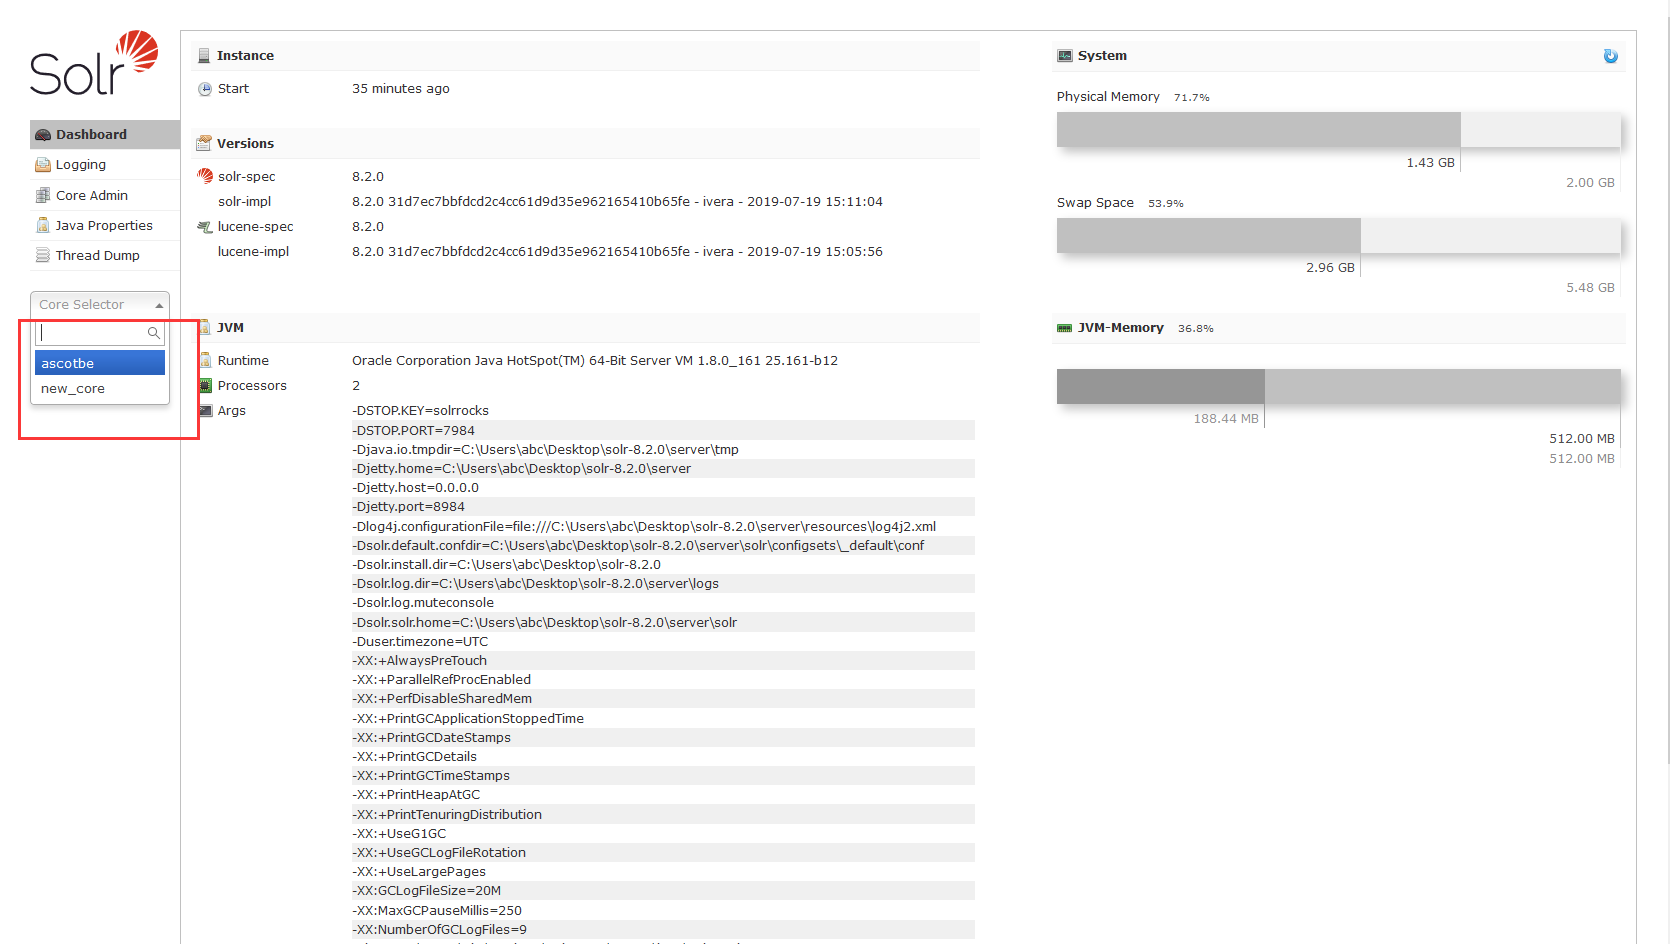 Solr
Dashboard
Logging
Core Admin
Java Properties
Thread Dump
Core Selector
ascotbe
new_core
Instance
Start 35 minutes ago
Versions
solr-spec 8.2.0
solr-impl 8.2.0 31d7ec7bbfdcd2c4cc61d9d35e962165410b65fe - ivera - 2019-07-19 15:11:04
lucene-spec 8.2.0
lucene-impl 8.2.0 31d7ec7bbfdcd2c4cc61d9d35e962165410b65fe - ivera - 2019-07-19 15:05:56
JVM
Runtime Oracle Corporation Java HotSpot(TM) 64-Bit Server VM 1.8.0_161 25.161-b12
Processors 2
Args -DSTOP.KEY=solrrocks
-DSTOP.PORT=7984
-Djava.io.tmpdir=C:\Users\abc\Desktop\solr-8.2.0\server\tmp
-Djetty.home=C:\Users\abc\Desktop\solr-8.2.0\server
-Djetty.host=0.0.0.0
-Djetty.port=8984
-Dlog4j.configurationFile=file:///C:\Users\abc\Desktop\solr-8.2.0\server\resources\log4j2.xml
-Dsolr.default.confdir=C:\Users\abc\Desktop\solr-8.2.0\server\solr\configsets\_default\conf
-Dsolr.install.dir=C:\Users\abc\Desktop\solr-8.2.0
-Dsolr.log.dir=C:\Users\abc\Desktop\solr-8.2.0\server\logs
-Dsolr.log.muteconsole
-Dsolr.solr.home=C:\Users\abc\Desktop\solr-8.2.0\server\solr
-Duser.timezone=UTC
-XX:+AlwaysPreTouch
-XX:+ParallelRefProcEnabled
-XX:+PerfDisableSharedMem
-XX:+PrintGCApplicationStoppedTime
-XX:+PrintGCDateStamps
-XX:+PrintGCDetails
-XX:+PrintGCTimeStamps
-XX:+PrintHeapAtGC
-XX:+PrintTenuringDistribution
-XX:+UseG1GC
-XX:+UseGCLogFileRotation
-XX:+UseLargePages
-XX:GCLogFileSize=20M
-XX:MaxGCPauseMillis=250
-XX:NumberOfGCLogFiles=9
System
Physical Memory 71.7%
1.43 GB
2.00 GB
Swap Space 53.9%
2.96 GB
5.48 GB
JVM-Memory 36.8%
188.44 MB
512.00 MB
512.00 MB